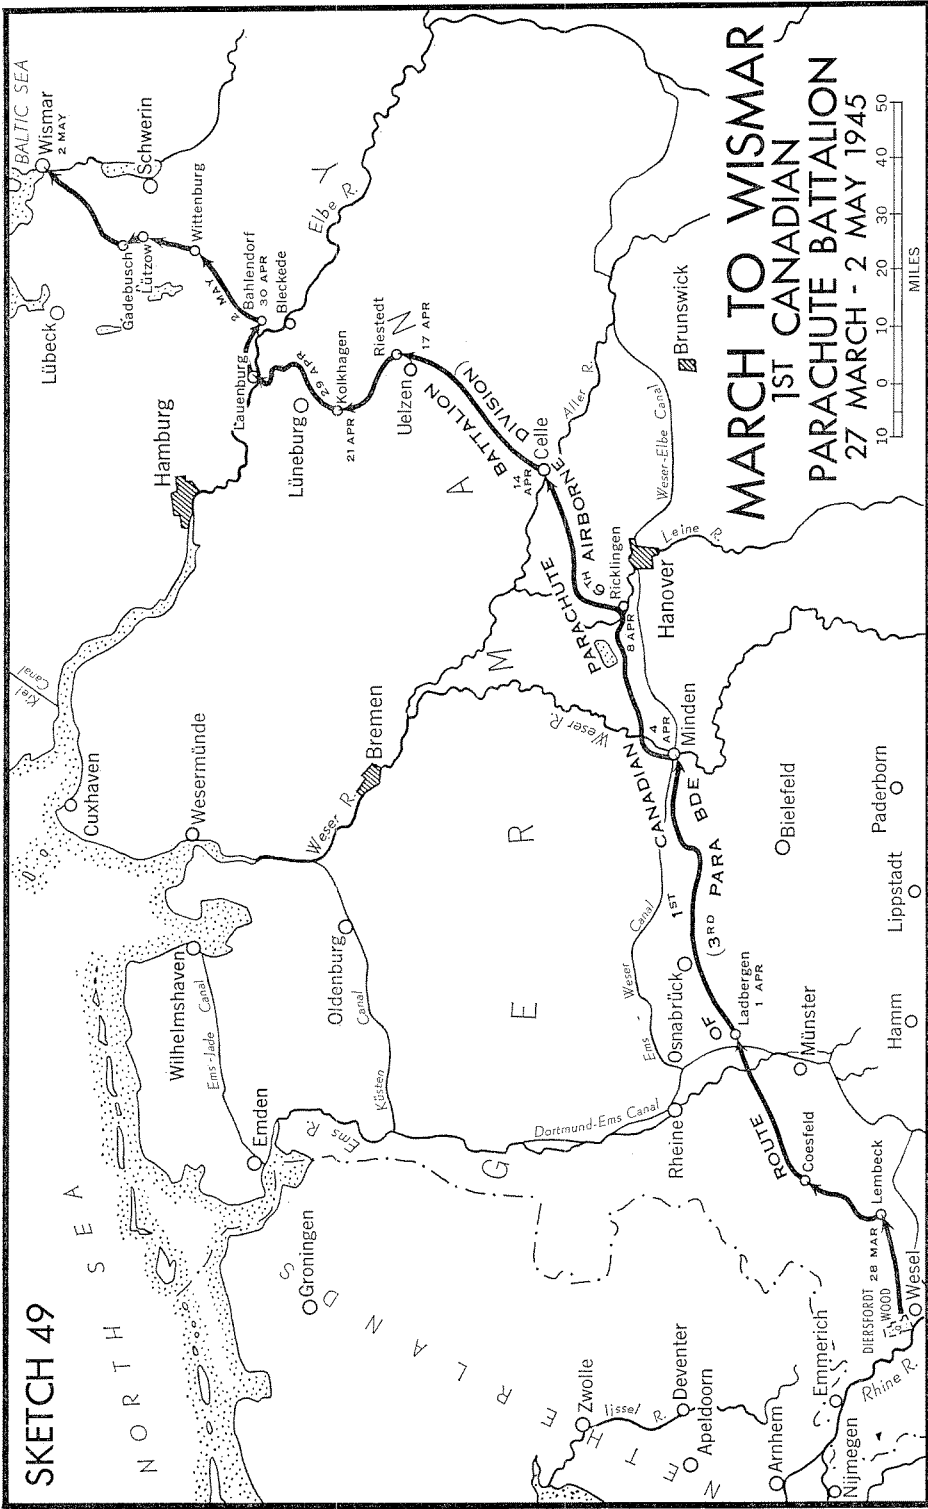 SKETCH 49
NORTH SEA
BALTIC SEA
Wismar
2 MAY
Schwerin
Lübeck
Gadebusch
Lützow
Wittenburg
2 MAY
Bahlendorf
30 APR
Bleckede
Lauenburg
29 APR
Kolkhagen
21 APR
Lüneburg
Hamburg
Kiel Canal
Cuxhaven
Wesermünde
Wilhelmshaven
Ems-Jade Canal
Emden
Oldenburg
Küsten Canal
Weser R.
Bremen
Weser R.
Elbe R.
Riestedt
17 APR
Uelzen
Celle
14 APR
Aller R.
Brunswick
Weser-Elbe Canal
Leine R.
Hanover
Ricklingen
8 APR
Minden
4 APR
Bielefeld
Paderborn
Lippstadt
Hamm
Münster
Osnabrück
Ems-Weser Canal
Ladbergen
1 APR
Dortmund-Ems Canal
Rheine
Ems R.
Coesfeld
Lembeck
28 MAR
DIERSFORDT WOOD
Wesel
Rhine R.
Emmerich
Nijmegen
Arnhem
Apeldoorn
Deventer
Zwolle
Ijssel R.
Groningen
NETHERLANDS
GERMANY
ROUTE OF 1ST CANADIAN PARACHUTE BATTALION
(3RD PARA BDE 6TH AIRBORNE DIVISION)
MARCH TO WISMAR
1ST CANADIAN
PARACHUTE BATTALION
27 MARCH - 2 MAY 1945
10 0 10 20 30 40 50
MILES